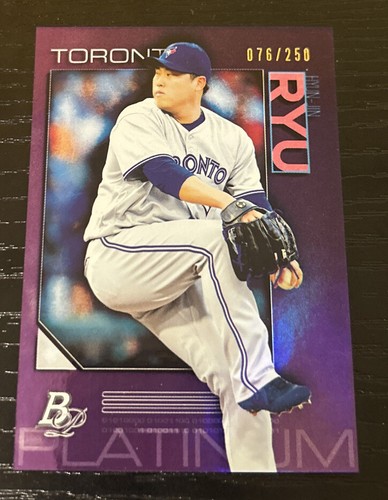 TORONTO
076/250
HYUN-JIN
RYU
TORONTO
BP
PLATINUM